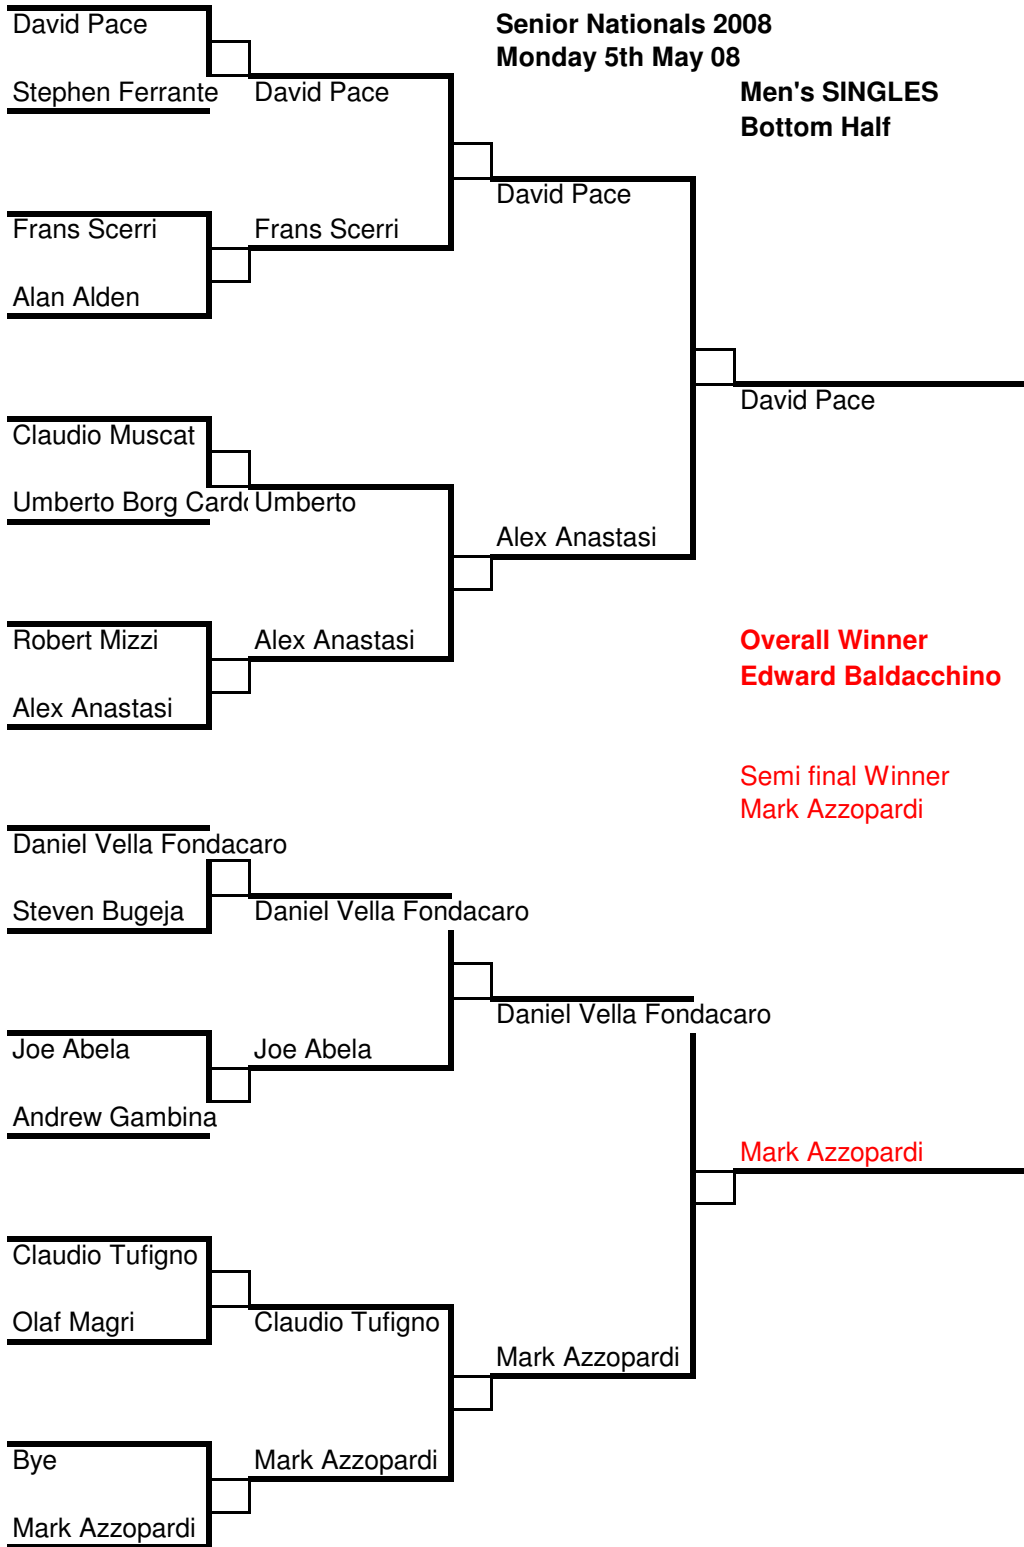 David Pace
Senior Nationals 2008
Monday 5th May 08
Stephen Ferrante
David Pace
Men's SINGLES
Bottom Half
David Pace
Frans Scerri
Frans Scerri
Alan Alden
David Pace
Claudio Muscat
Umberto Borg Card
Umberto
Alex Anastasi
Robert Mizzi
Alex Anastasi
Overall Winner
Edward Baldacchino
Alex Anastasi
Semi final Winner
Mark Azzopardi
Daniel Vella Fondacaro
Steven Bugeja
Daniel Vella Fondacaro
Daniel Vella Fondacaro
Joe Abela
Joe Abela
Andrew Gambina
Mark Azzopardi
Claudio Tufigno
Olaf Magri
Claudio Tufigno
Mark Azzopardi
Bye
Mark Azzopardi
Mark Azzopardi